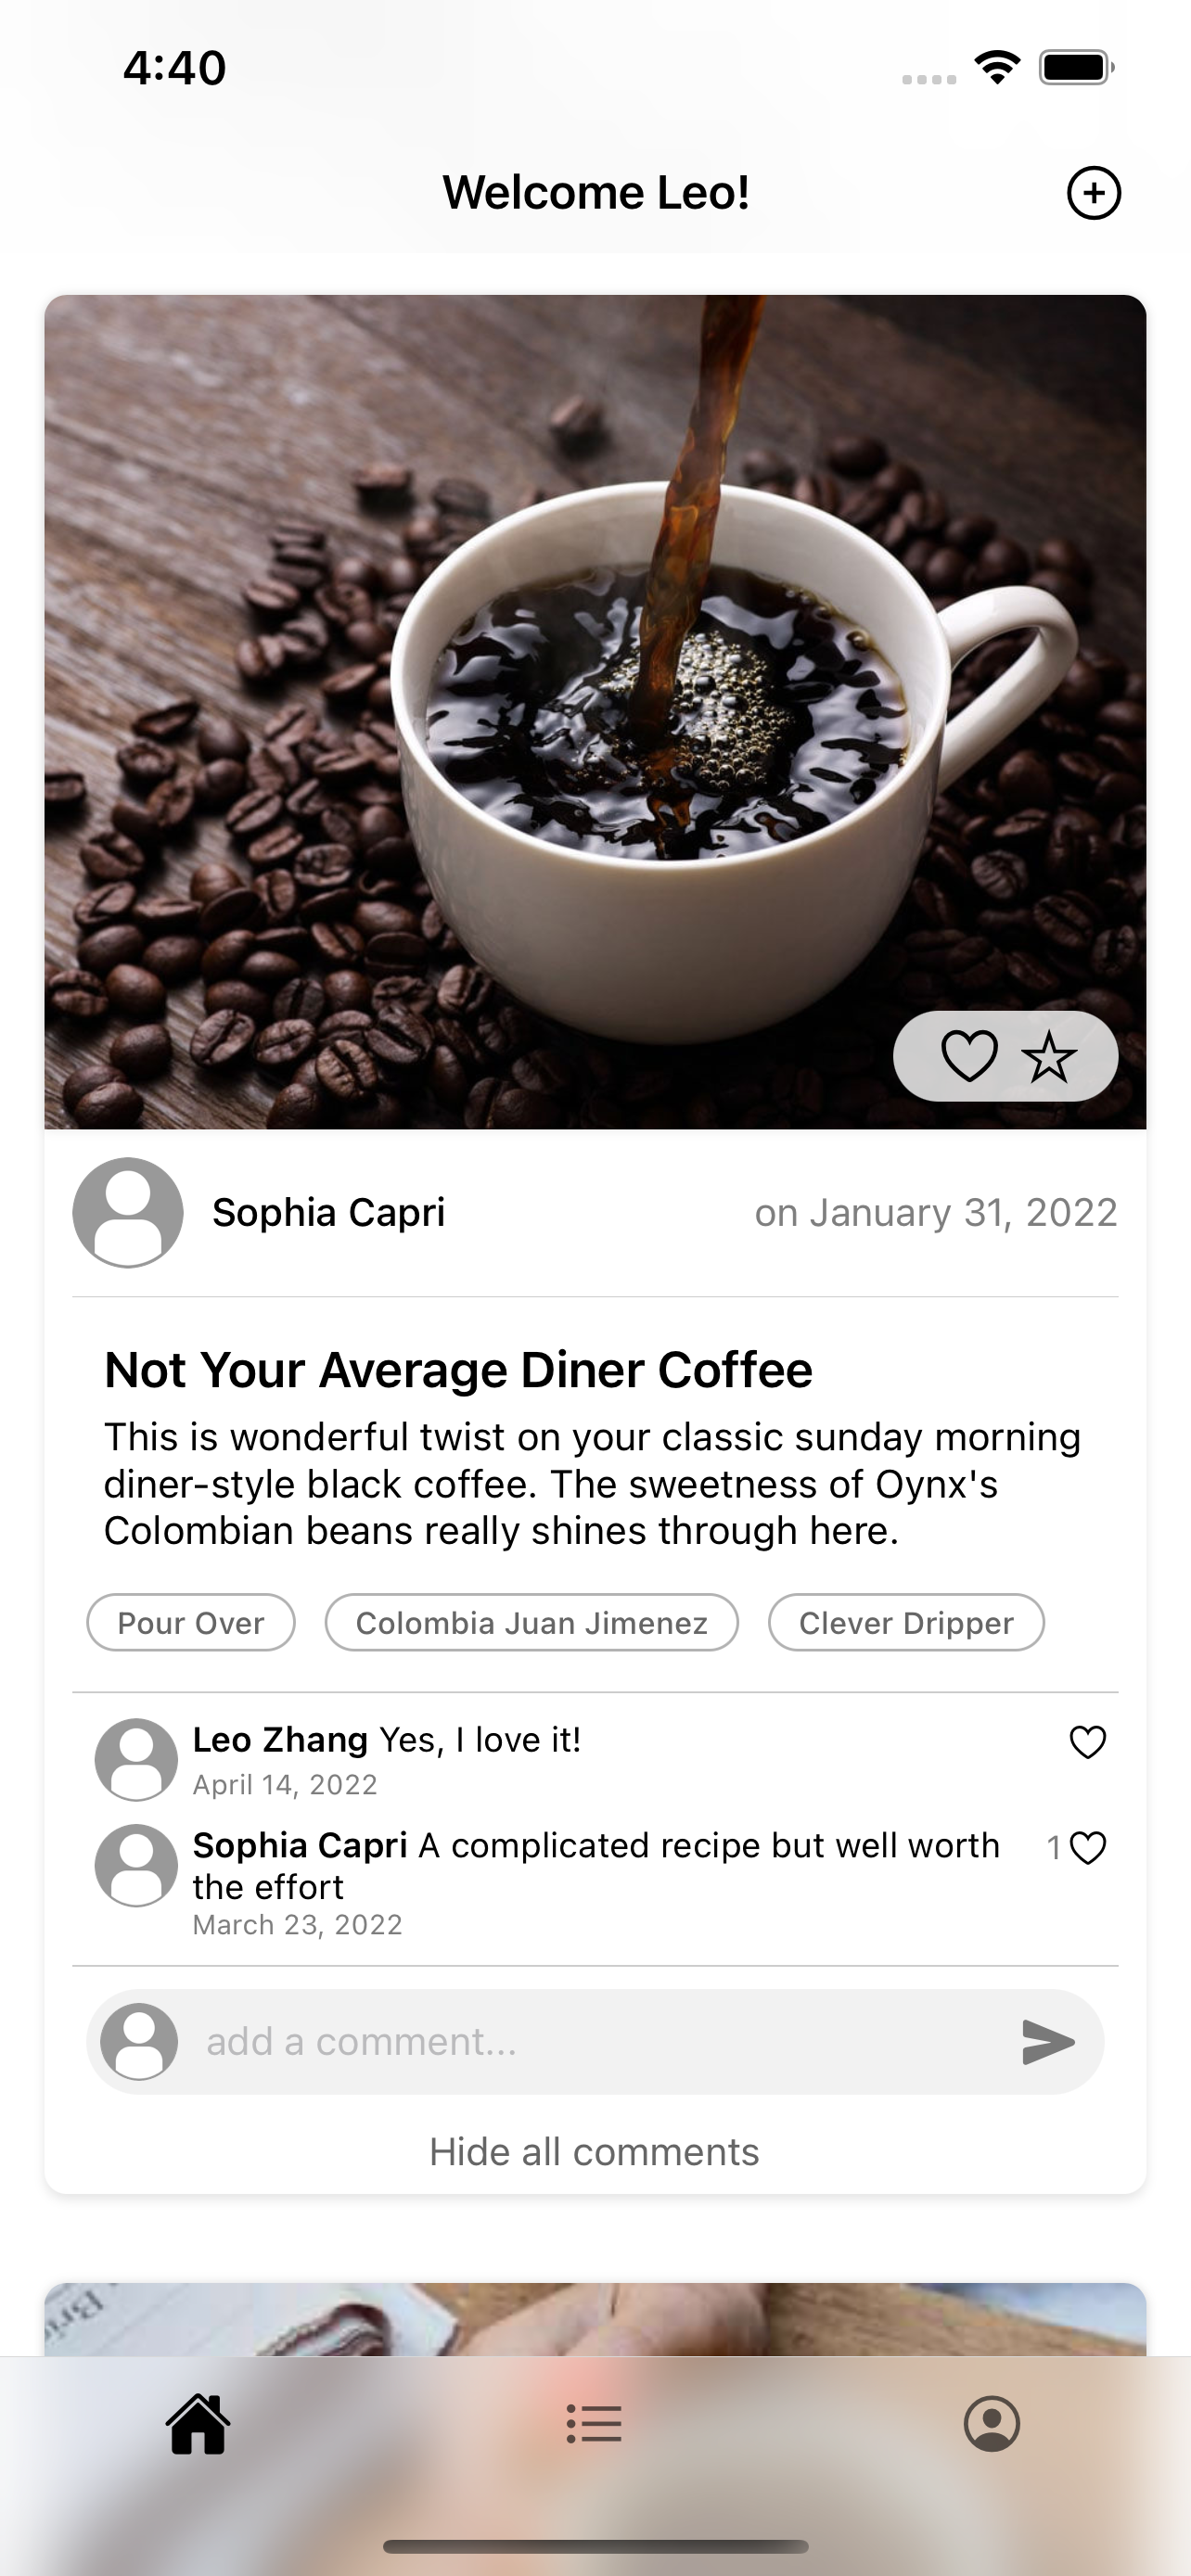 4:40
Welcome Leo!
Sophia Capri
on January 31, 2022
Not Your Average Diner Coffee
This is wonderful twist on your classic sunday morning
diner-style black coffee. The sweetness of Oynx's
Colombian beans really shines through here.
Pour Over
Colombia Juan Jimenez
Clever Dripper
Leo Zhang Yes, I love it!
April 14, 2022
Sophia Capri A complicated recipe but well worth
the effort
1
March 23, 2022
add a comment...
Hide all comments